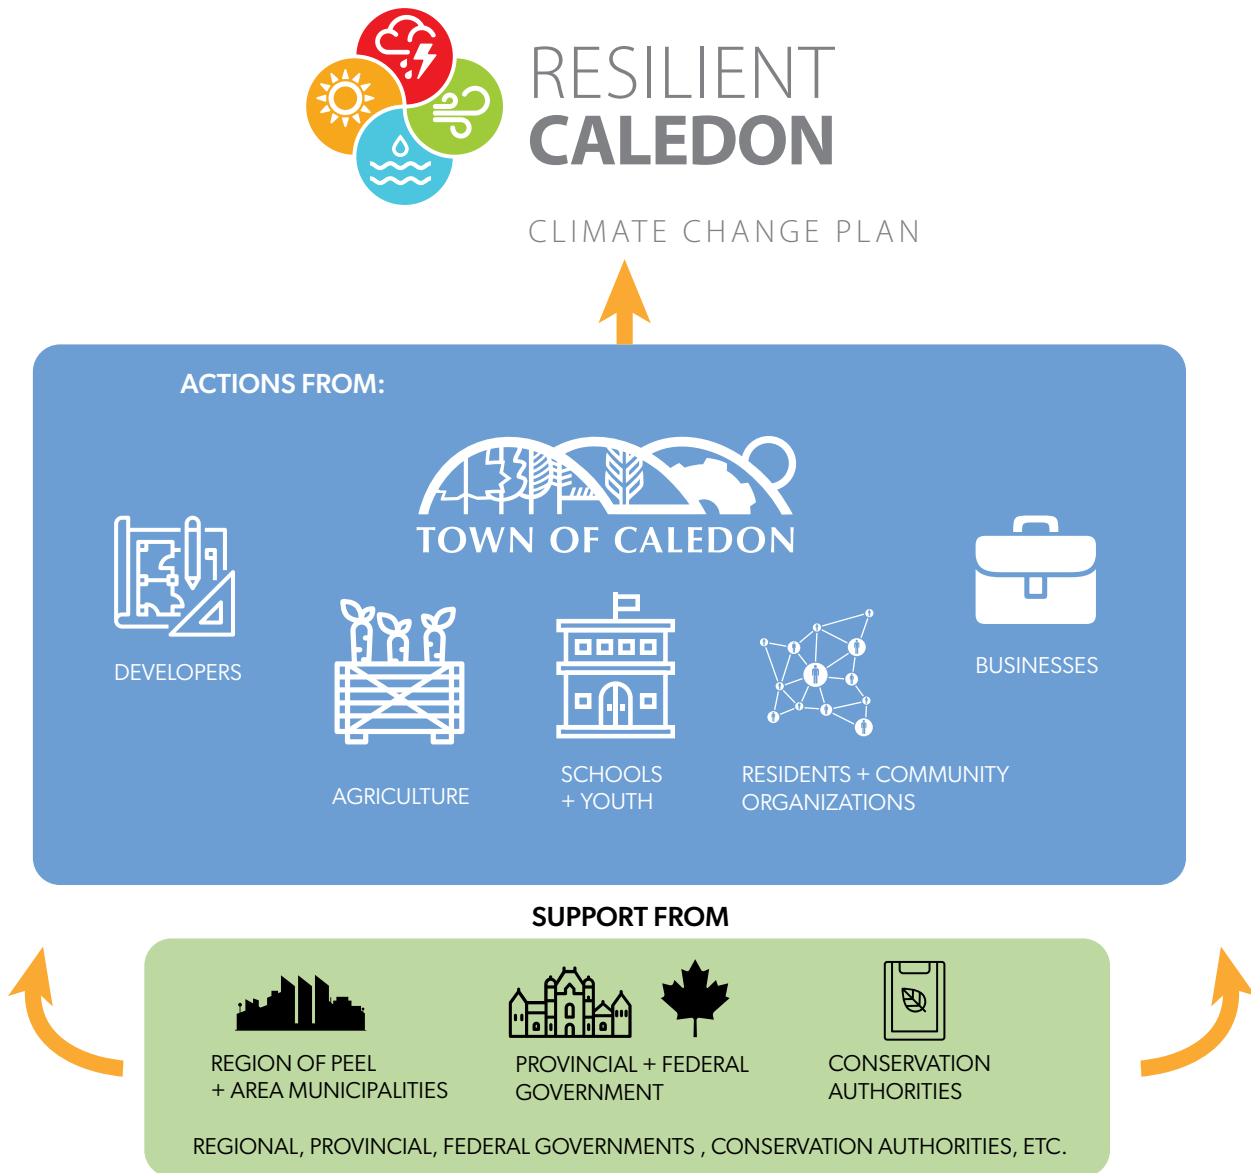 RESILIENT
CALEDON
CLIMATE CHANGE PLAN
ACTIONS FROM:
TOWN OF CALEDON
DEVELOPERS
AGRICULTURE
SCHOOLS
+ YOUTH
RESIDENTS + COMMUNITY
ORGANIZATIONS
BUSINESSES
SUPPORT FROM
REGION OF PEEL
+ AREA MUNICIPALITIES
PROVINCIAL + FEDERAL
GOVERNMENT
CONSERVATION
AUTHORITIES
REGIONAL, PROVINCIAL, FEDERAL GOVERNMENTS , CONSERVATION AUTHORITIES, ETC.